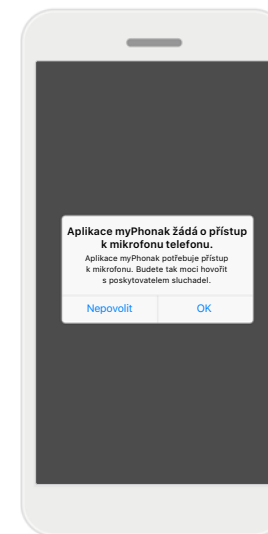 Aplikace myPhonak žádá o přístup
k mikrofonu telefonu.
Aplikace myPhonak potřebuje přístup
k mikrofonu. Budete tak moci hovořit
s poskytovatelem sluchadel.
Nepovolit OK